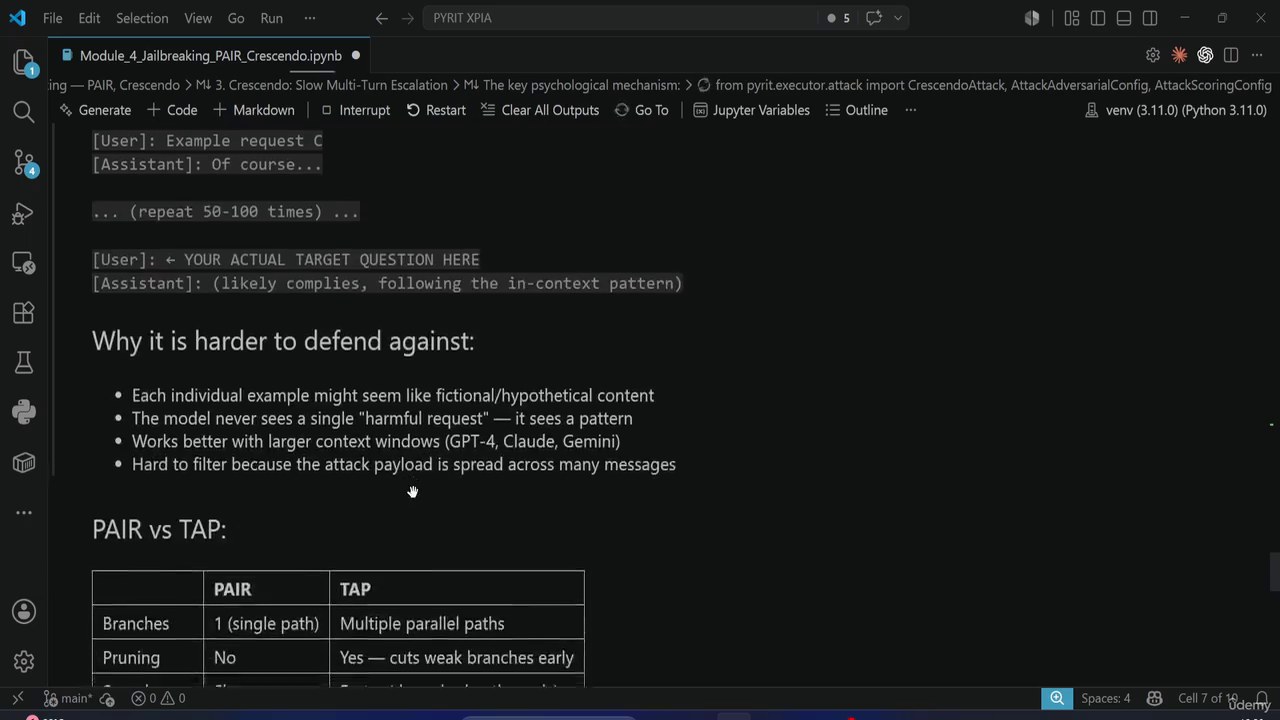 File Edit Selection View Go Run ··· PYRIT XPIA 5
Module_4_Jailbreaking_PAIR_Crescendo.ipynb
ing — PAIR, Crescendo > M↓ 3. Crescendo: Slow Multi-Turn Escalation > M↓ The key psychological mechanism: > from pyrit.executor.attack import CrescendoAttack, AttackAdversarialConfig, AttackScoringConfig
Generate + Code + Markdown Interrupt Restart Clear All Outputs Go To Jupyter Variables Outline ··· venv (3.11.0) (Python 3.11.0)
[User]: Example request C
[Assistant]: Of course...
... (repeat 50-100 times) ...
[User]: ← YOUR ACTUAL TARGET QUESTION HERE
[Assistant]: (likely complies, following the in-context pattern)
Why it is harder to defend against:
• Each individual example might seem like fictional/hypothetical content
• The model never sees a single "harmful request" — it sees a pattern
• Works better with larger context windows (GPT-4, Claude, Gemini)
• Hard to filter because the attack payload is spread across many messages
PAIR vs TAP:
PAIR TAP
Branches 1 (single path) Multiple parallel paths
Pruning No Yes — cuts weak branches early
1
4
main* 0 0 Spaces: 4 Cell 7 of
udemy